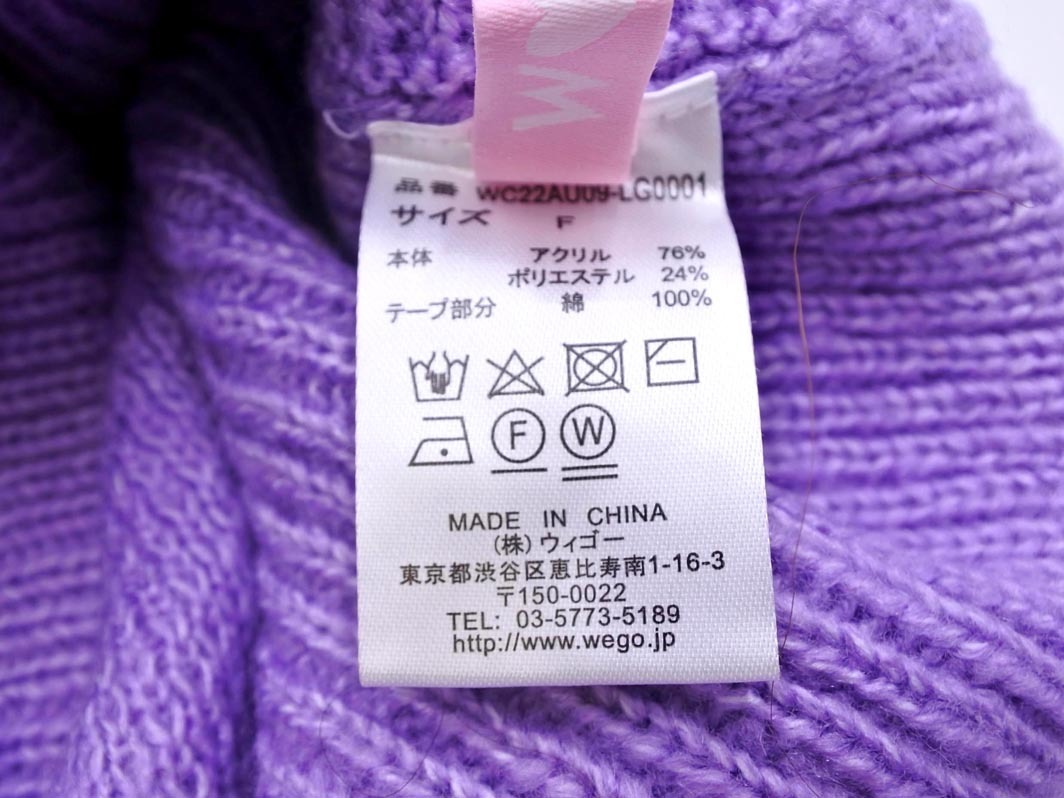 W
品番 WC22AU09-LG0001
サイズ F
本体 アクリル 76%
ポリエステル 24%
テープ部分 綿 100%
F W
MADE IN CHINA
(株)ウィゴー
東京都渋谷区恵比寿南1-16-3
〒150-0022
TEL: 03-5773-5189
http://www.wego.jp